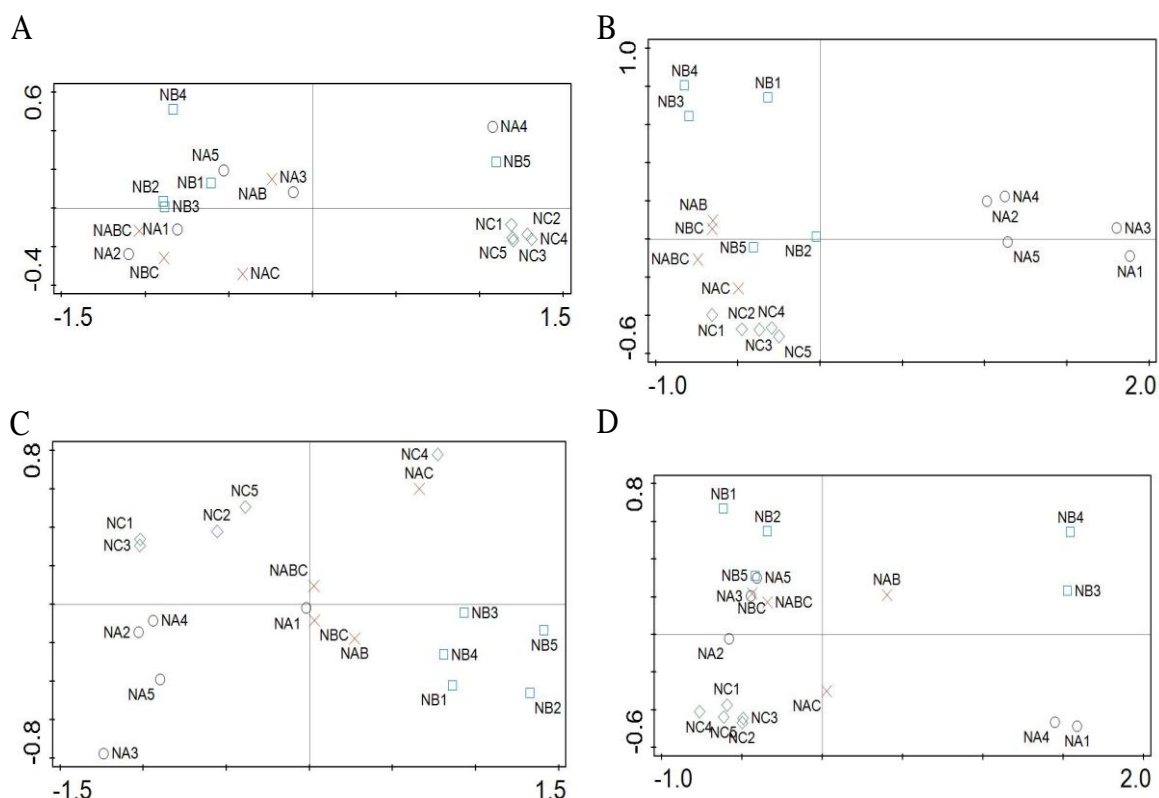 A
0.6
-0.4
-1.5
1.5
NB4
NA4
NA5
NB5
NB2
NB1
NA3
NAB
NB3
NABC
NA1
NC1
NC2
NA2
NC4
NBC
NC5
NC3
NAC
B
1.0
-0.6
-1.0
2.0
NB4
NB1
NB3
NAB
NA4
NBC
NA2
NA3
NABC
NB5
NB2
NA5
NA1
NAC
NC2
NC4
NC1
NC3
NC5
C
0.8
-0.8
-1.5
1.5
NC4
NAC
NC5
NC1
NC2
NC3
NABC
NA4
NA1
NB3
NA2
NBC
NB5
NAB
NB4
NA5
NB1
NB2
NA3
D
0.8
-0.6
-1.0
2.0
NB1
NB2
NB4
NB5
NA5
NAB
NA3
NABC
NB3
NBC
NA2
NC1
NAC
NC4
NC3
NC5
NC2
NA4
NA1